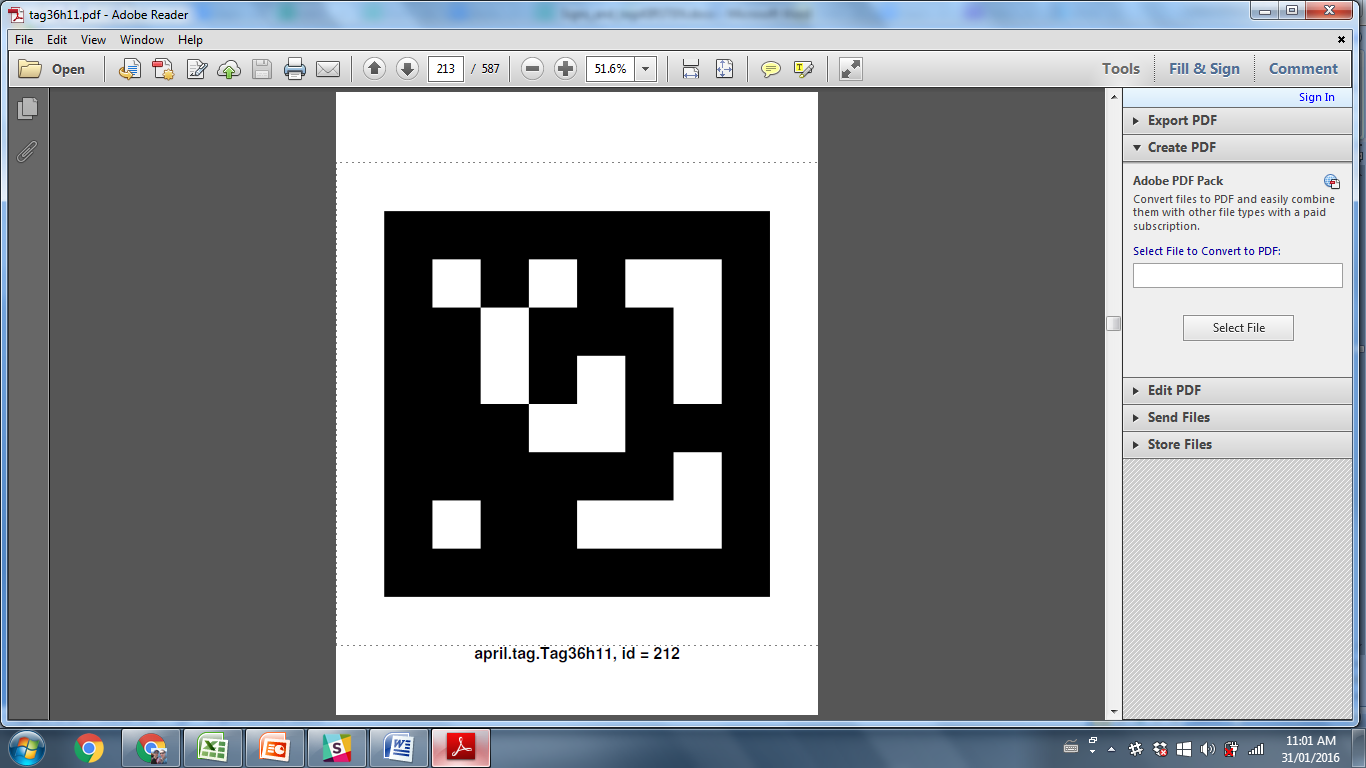 tag36h11.pdf - Adobe Reader
File Edit View Window Help
Open 213 / 587 51.6% Tools Fill & Sign Comment
Sign In
Export PDF
Create PDF
Adobe PDF Pack
Convert files to PDF and easily combine
them with other file types with a paid
subscription.
Select File to Convert to PDF:
Select File
Edit PDF
Send Files
Store Files
april.tag.Tag36h11, id = 212
11:01 AM
31/01/2016